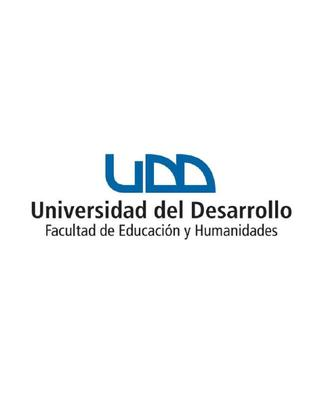 UDD
Universidad del Desarrollo
Facultad de Educación y Humanidades